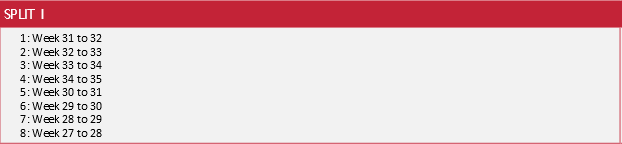 SPLIT I
1: Week 31 to 32
2: Week 32 to 33
3: Week 33 to 34
4: Week 34 to 35
5: Week 30 to 31
6: Week 29 to 30
7: Week 28 to 29
8: Week 27 to 28